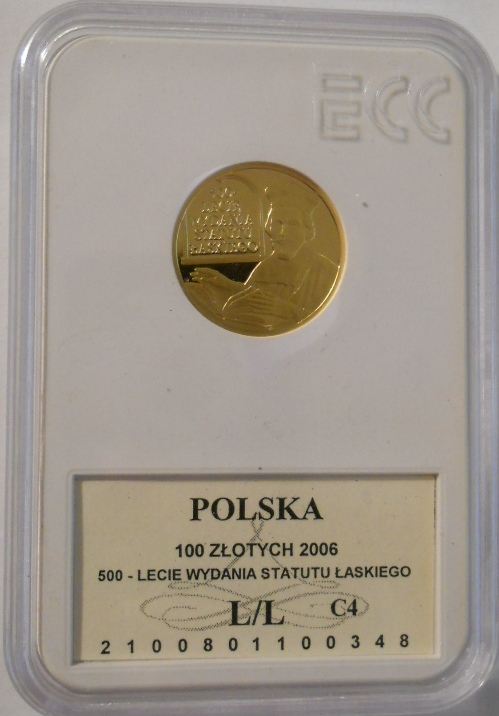 ECC
WYDANIA
STATUTU
ŁASKIEGO
POLSKA
100 ZŁOTYCH 2006
500 - LECIE WYDANIA STATUTU ŁASKIEGO
L/L C4
2100801100348